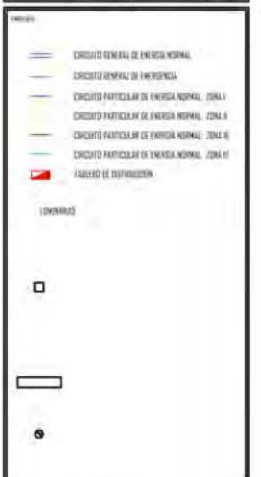 CIRCUITO GENERAL DE ENERGIA NORMAL
CIRCUITO GENERAL DE EMERGENCIA
CIRCUITO PARTICULAR DE ENERGIA NORMAL ZONA I
CIRCUITO PARTICULAR DE ENERGIA NORMAL ZONA II
CIRCUITO PARTICULAR DE ENERGIA NORMAL ZONA III
CIRCUITO PARTICULAR DE ENERGIA NORMAL ZONA IV
TABLERO DE DISTRIBUCION
LUMINARIAS